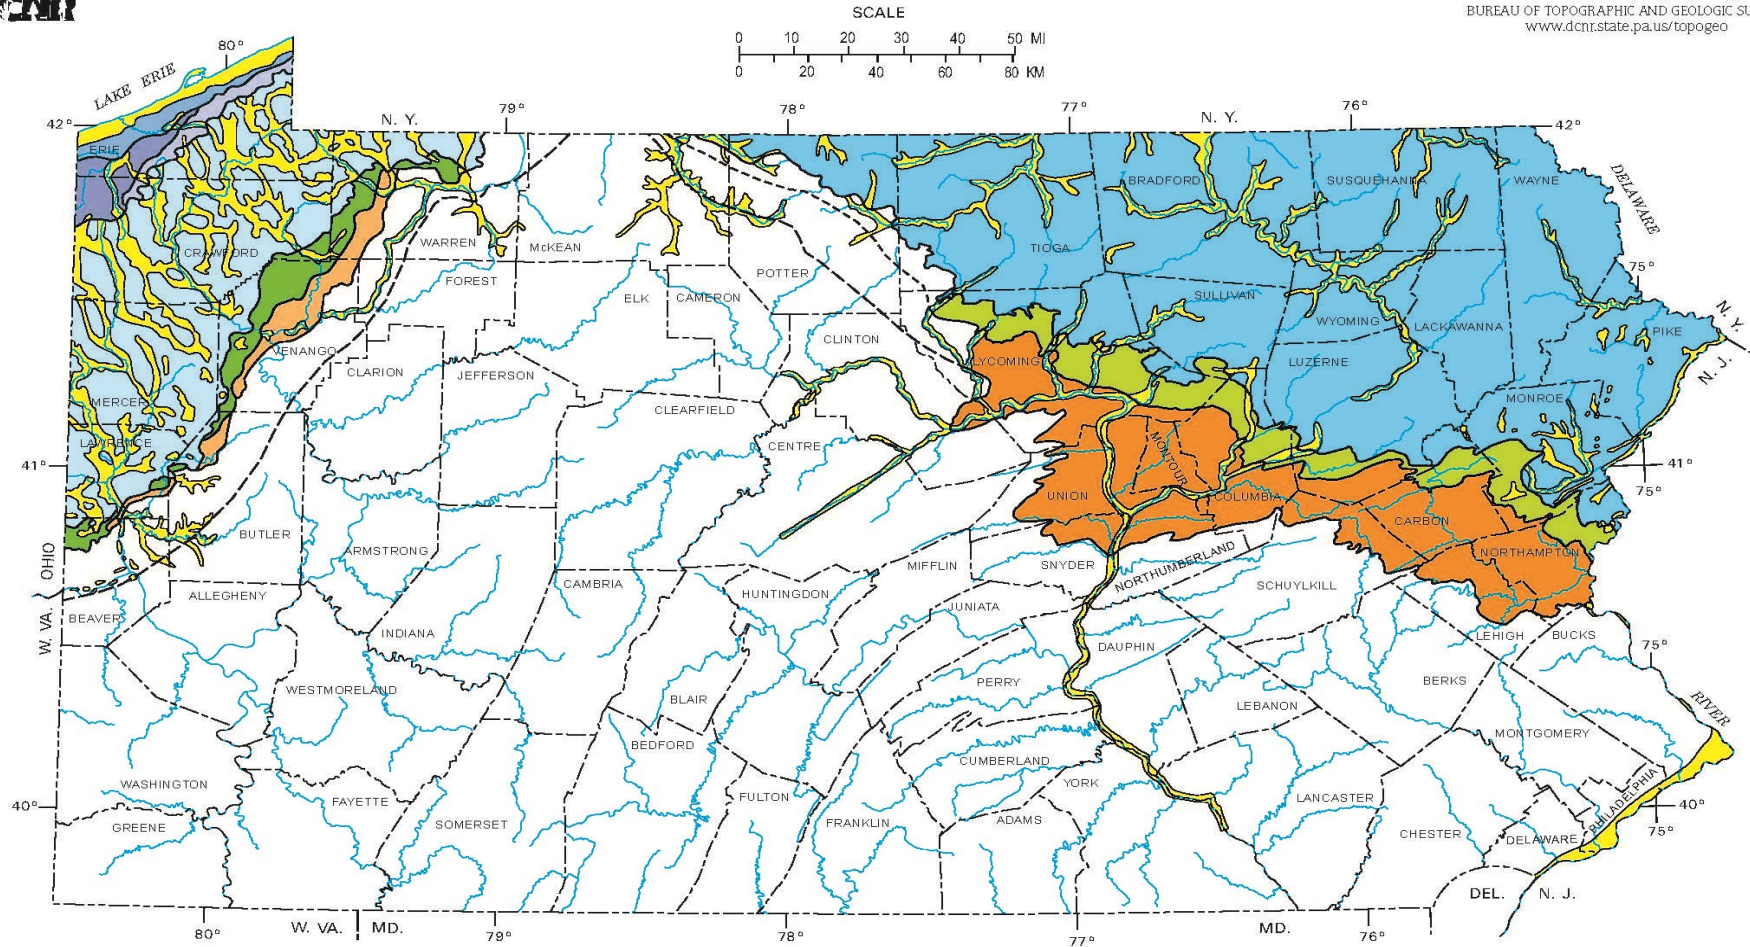 SCALE
0 10 20 30 40 50 MI
0 20 40 60 80 KM
BUREAU OF TOPOGRAPHIC AND GEOLOGIC SU
www.dcnr.state.pa.us/topogeo
80°
LAKE ERIE
79°
78°
77°
76°
42°
N. Y.
N. Y.
42°
ERIE
BRADFORD
SUSQUEHANNA
WAYNE
DELAWARE
CRAWFORD
WARREN
McKEAN
TIOGA
POTTER
75°
FOREST
ELK
CAMERON
SULLIVAN
WYOMING
LACKAWANNA
PIKE
N. Y.
N. J.
VENANGO
CLINTON
LYCOMING
LUZERNE
CLARION
JEFFERSON
MERCER
CLEARFIELD
MONROE
LAWRENCE
CENTRE
MONTOUR
41°
41°
75°
UNION
COLUMBIA
CARBON
BUTLER
ARMSTRONG
NORTHAMPTON
OHIO
W. VA.
MIFFLIN
SNYDER
NORTHUMBERLAND
CAMBRIA
SCHUYLKILL
ALLEGHENY
HUNTINGDON
JUNIATA
BEAVER
INDIANA
LEHIGH
BUCKS
DAUPHIN
75°
WESTMORELAND
BLAIR
PERRY
BERKS
LEBANON
RIVER
BEDFORD
MONTGOMERY
CUMBERLAND
WASHINGTON
FULTON
YORK
LANCASTER
PHILADELPHIA
40°
40°
FAYETTE
GREENE
SOMERSET
FRANKLIN
ADAMS
CHESTER
DELAWARE
75°
DEL.
N. J.
80°
W. VA.
MD.
79°
78°
77°
MD.
76°